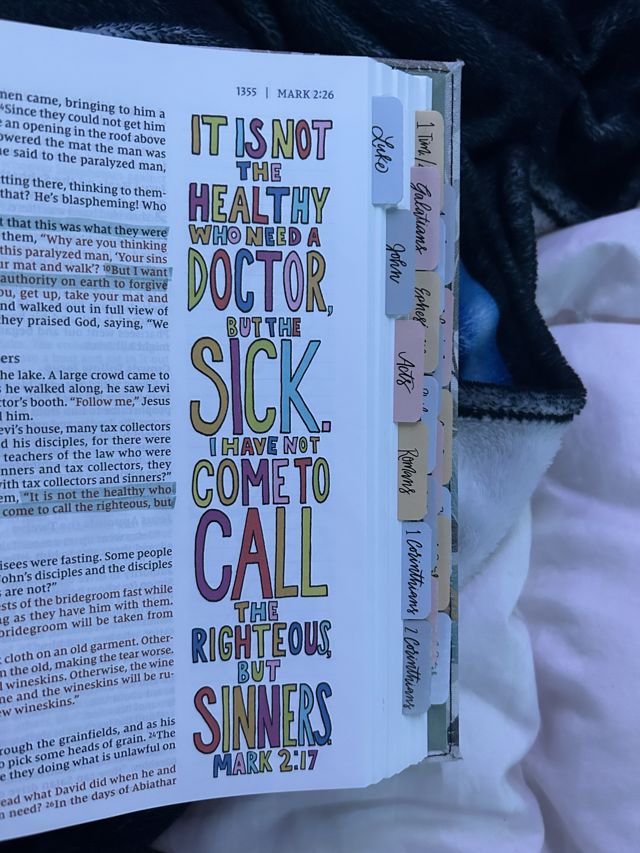 1355 | MARK 2:26
men came, bringing to him a
Since they could not get him
e an opening in the roof above
owered the mat the man was
he said to the paralyzed man,
tting there, thinking to them-
that? He's blaspheming! Who
t that this was what they were
them, "Why are you thinking
this paralyzed man, 'Your sins
ur mat and walk'? ¹⁰But I want
authority on earth to forgive
ou, get up, take your mat and
nd walked out in full view of
they praised God, saying, "We
ers
he lake. A large crowd came to
s he walked along, he saw Levi
ctor's booth. "Follow me," Jesus
d him.
evi's house, many tax collectors
d his disciples, for there were
teachers of the law who were
nners and tax collectors, they
with tax collectors and sinners?"
em, "It is not the healthy who
come to call the righteous, but
isees were fasting. Some people
John's disciples and the disciples
s are not?"
ests of the bridegroom fast while
ng as they have him with them.
bridegroom will be taken from
cloth on an old garment. Other-
n the old, making the tear worse.
d wineskins. Otherwise, the wine
ne and the wineskins will be ru-
ew wineskins."
rough the grainfields, and as his
o pick some heads of grain. ²⁴The
e they doing what is unlawful on
ead what David did when he and
n need? ²⁶In the days of Abiathar
IT IS NOT
THE
HEALTHY
WHO NEED A
DOCTOR,
BUT THE
SICK.
I HAVE NOT
COME TO
CALL
THE
RIGHTEOUS,
BUT
SINNERS.
MARK 2:17
Luke
John
Acts
Romans
1 Corinthians
2 Corinthians
1 Tim
Galatians
Ephes